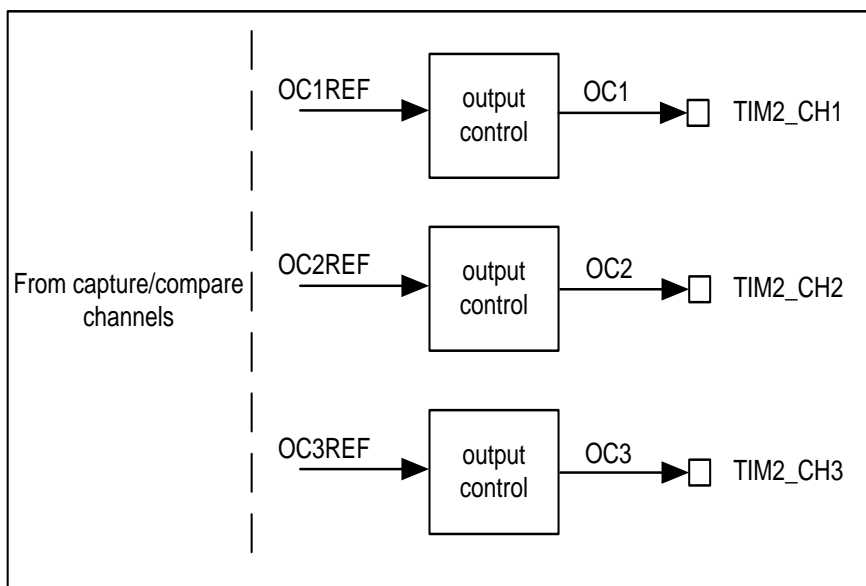 From capture/compare
channels
OC1REF
output
control
OC1
TIM2_CH1
OC2REF
output
control
OC2
TIM2_CH2
OC3REF
output
control
OC3
TIM2_CH3